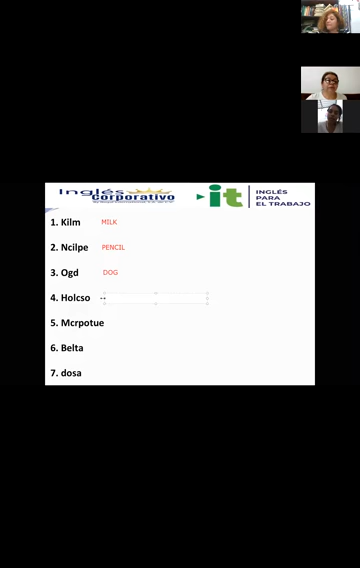 Inglés
corporativo
it INGLÉS
PARA
EL TRABAJO
1. Kilm MILK
2. Ncilpe PENCIL
3. Ogd DOG
4. Holcso
5. Mcrpotue
6. Belta
7. dosa